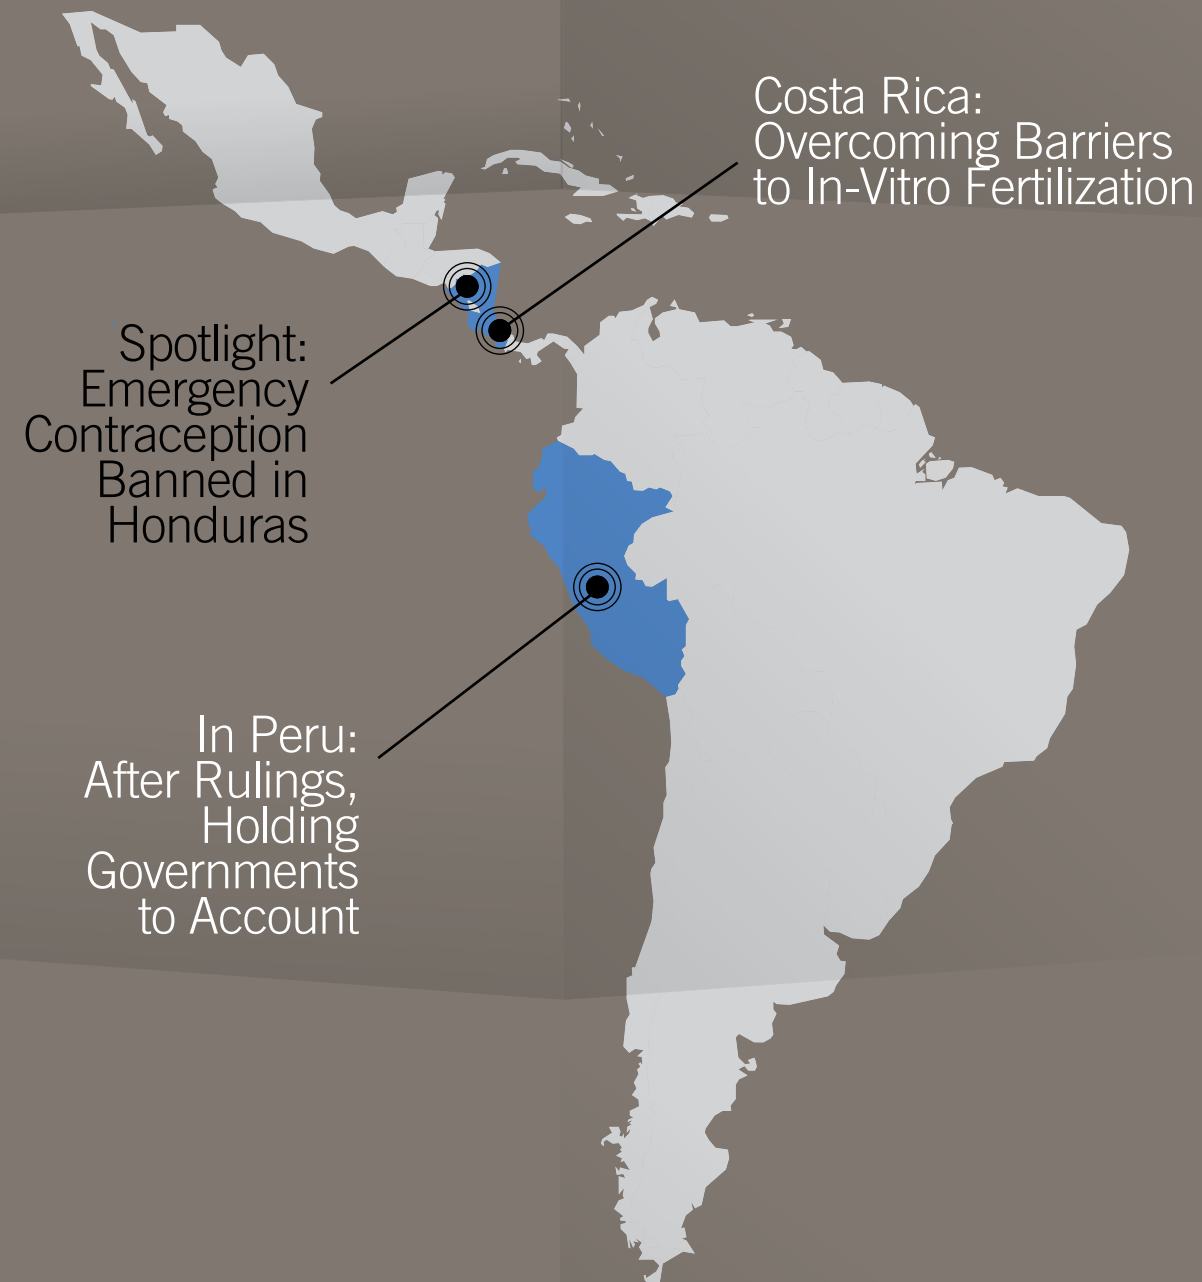 Costa Rica:
Overcoming Barriers
to In-Vitro Fertilization
Spotlight:
Emergency
Contraception
Banned in
Honduras
In Peru:
After Rulings,
Holding
Governments
to Account